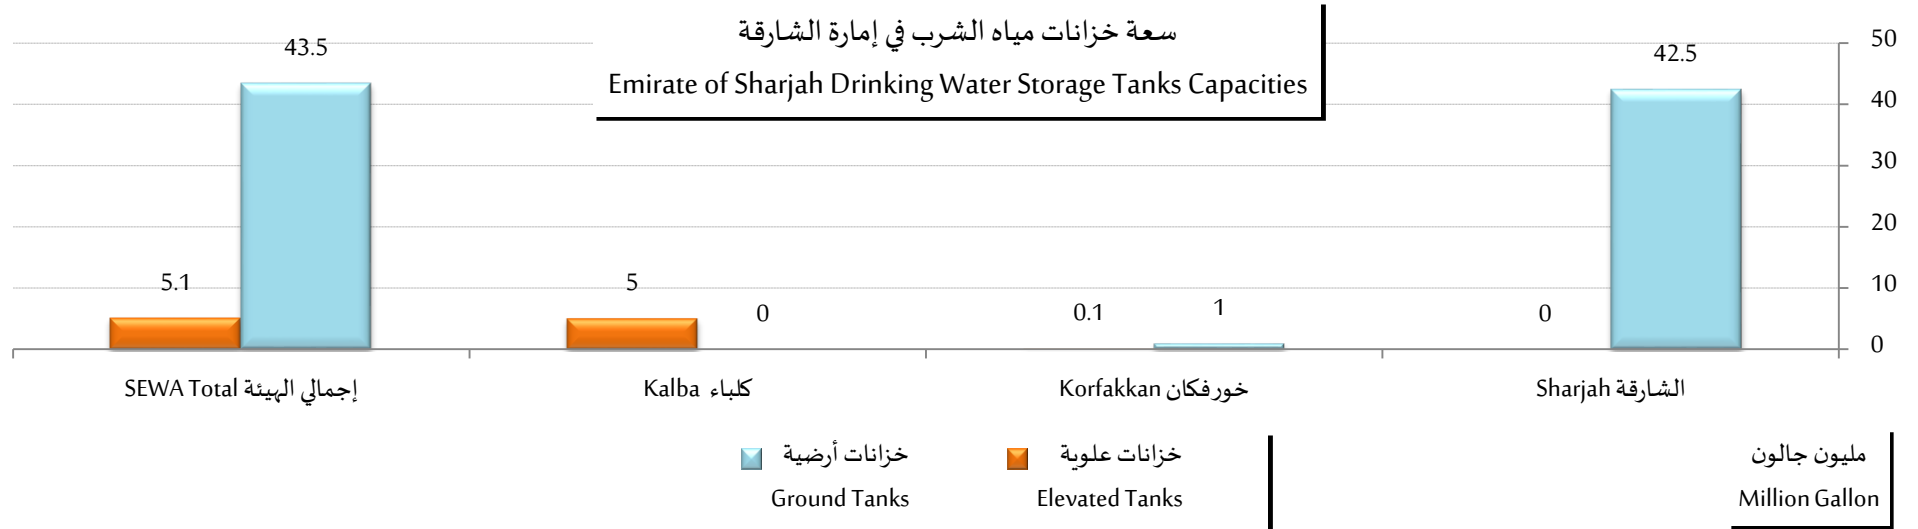 سعة خزانات مياه الشرب في إمارة الشارقة
Emirate of Sharjah Drinking Water Storage Tanks Capacities
50
40
30
20
10
0
42.5
0
1
0.1
0
5
43.5
5.1
الشارقة Sharjah
خورفكان Korfakkan
كلباء Kalba
إجمالي الهيئة SEWA Total
خزانات أرضية
Ground Tanks
خزانات علوية
Elevated Tanks
مليون جالون
Million Gallon